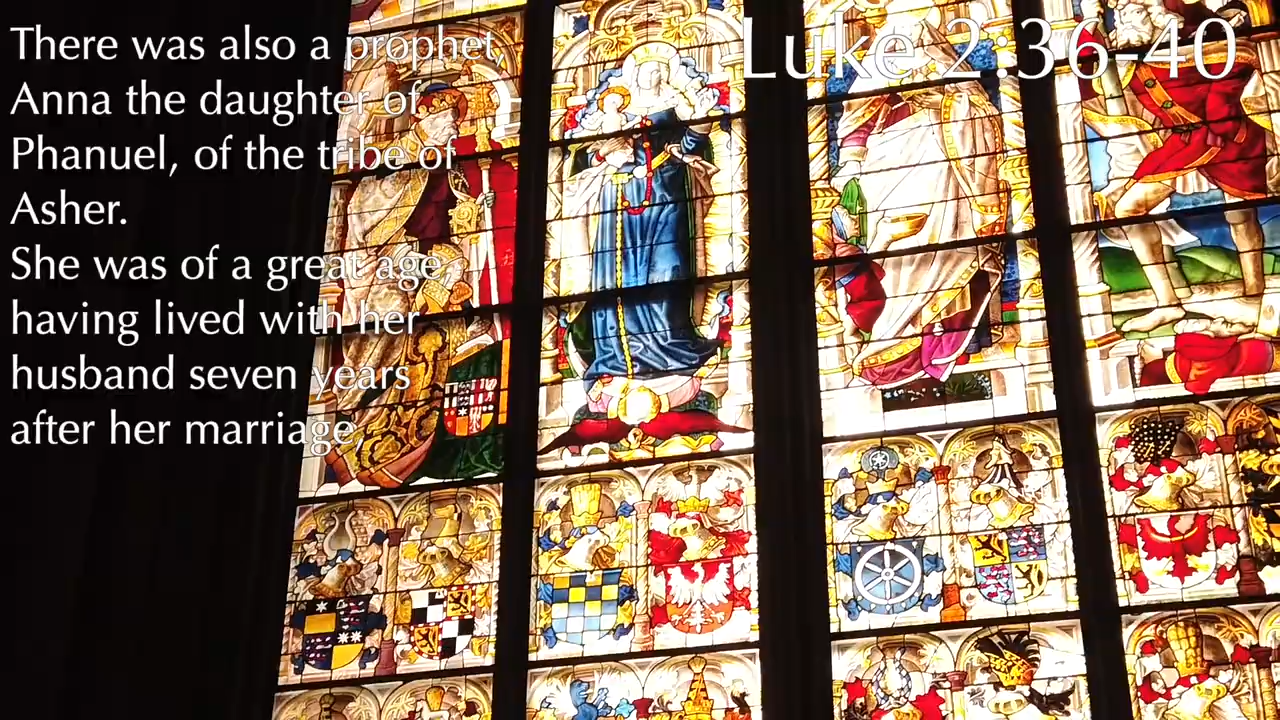 Luke 2:36-40
There was also a prophet,
Anna the daughter of
Phanuel, of the tribe of
Asher.
She was of a great age,
having lived with her
husband seven years
after her marriage,